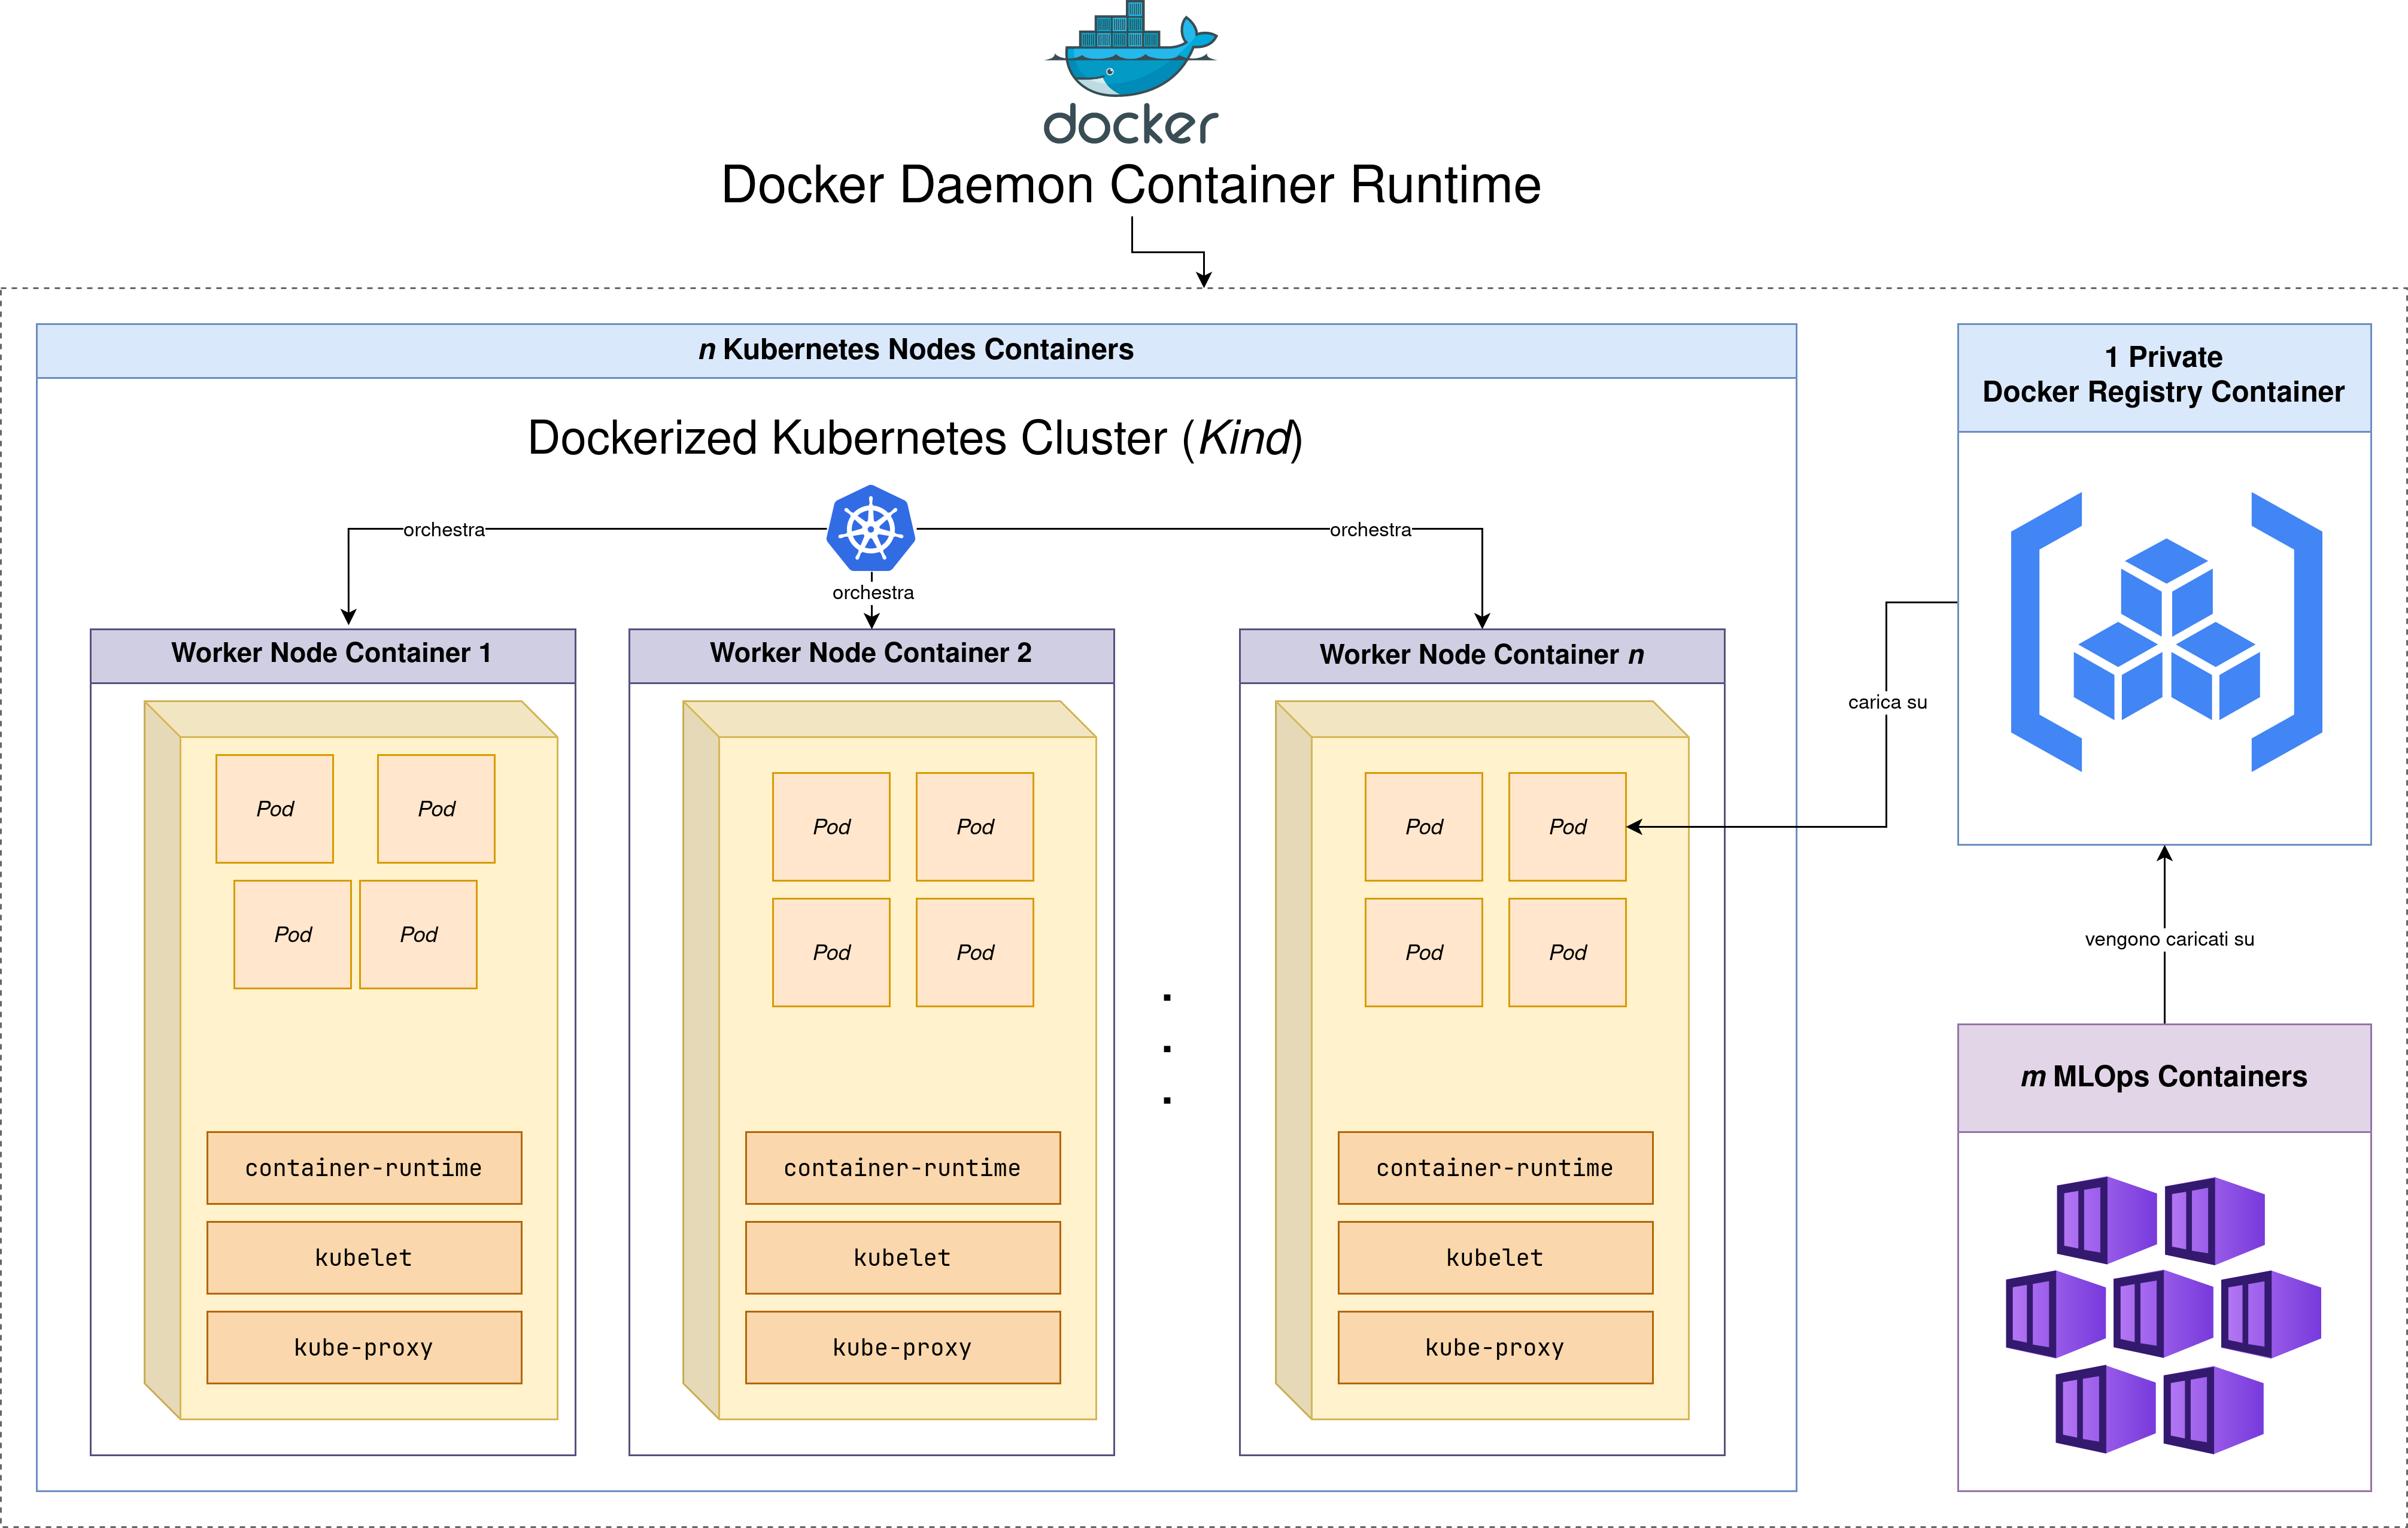 docker
Docker Daemon Container Runtime
n Kubernetes Nodes Containers
Dockerized Kubernetes Cluster (Kind)
orchestra
orchestra
orchestra
Worker Node Container 1
Pod
Pod
Pod
Pod
container-runtime
kubelet
kube-proxy
Worker Node Container 2
Pod
Pod
Pod
Pod
container-runtime
kubelet
kube-proxy
.
.
.
Worker Node Container n
Pod
Pod
Pod
Pod
container-runtime
kubelet
kube-proxy
1 Private
Docker Registry Container
carica su
vengono caricati su
m MLOps Containers